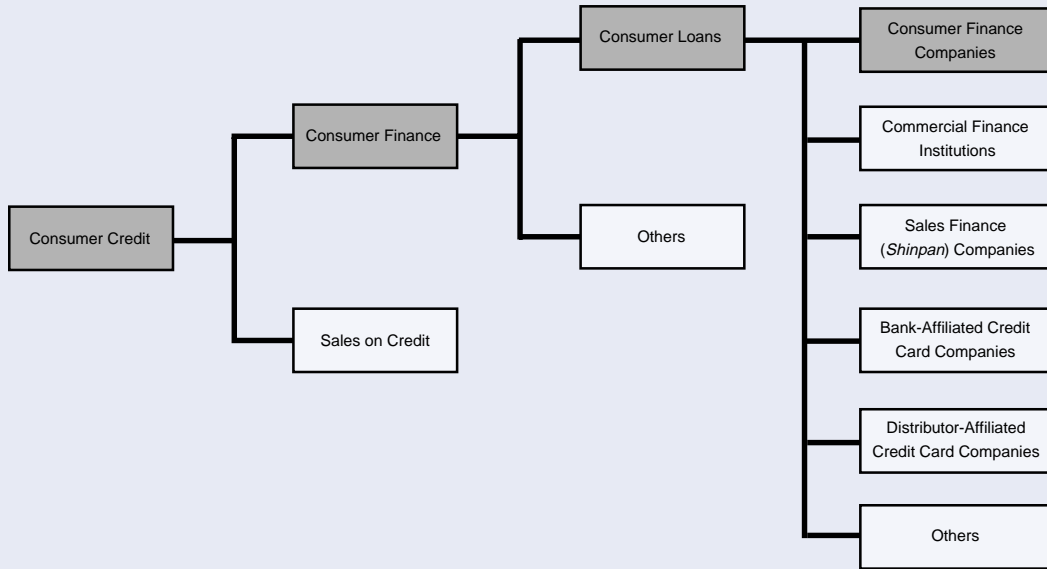 Consumer Credit
Consumer Finance
Sales on Credit
Consumer Loans
Others
Consumer Finance
Companies
Commercial Finance
Institutions
Sales Finance
(Shinpan) Companies
Bank-Affiliated Credit
Card Companies
Distributor-Affiliated
Credit Card Companies
Others